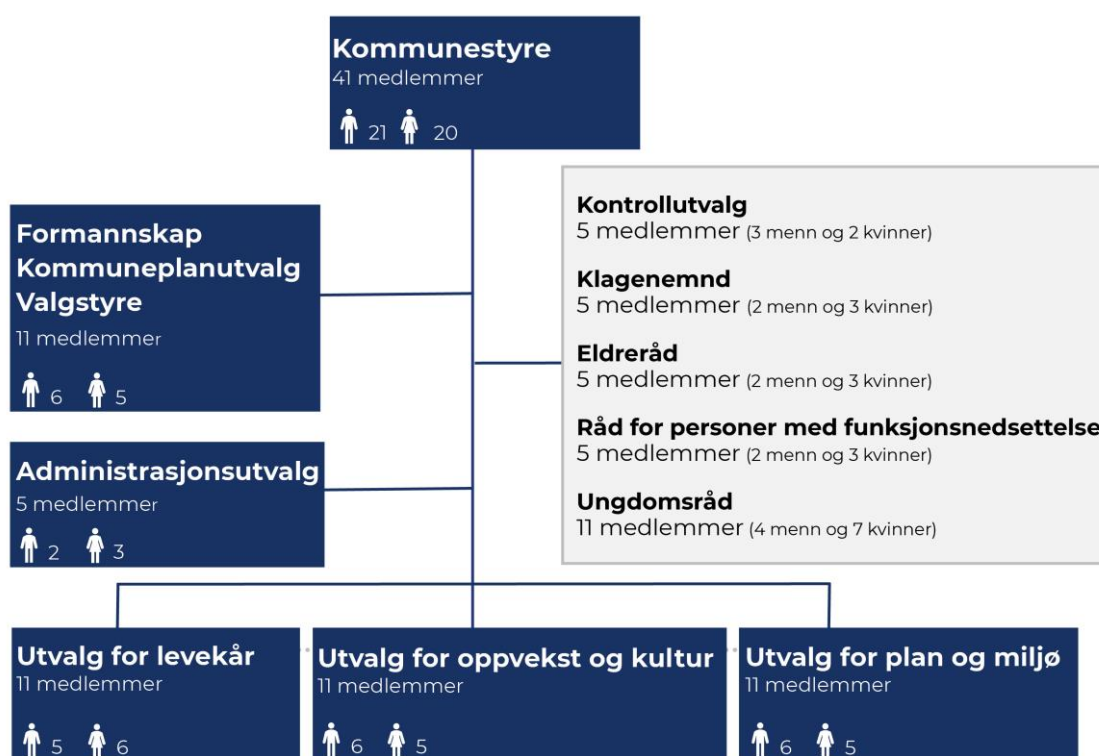 Kommunestyre
41 medlemmer
21 20
Formannskap
Kommuneplanutvalg
Valgstyre
11 medlemmer
6 5
Kontrollutvalg
5 medlemmer (3 menn og 2 kvinner)
Klagenemnd
5 medlemmer (2 menn og 3 kvinner)
Eldreråd
5 medlemmer (2 menn og 3 kvinner)
Råd for personer med funksjonsnedsettelse
5 medlemmer (2 menn og 3 kvinner)
Ungdomsråd
11 medlemmer (4 menn og 7 kvinner)
Administrasjonsutvalg
5 medlemmer
2 3
Utvalg for levekår
11 medlemmer
5 6
Utvalg for oppvekst og kultur
11 medlemmer
6 5
Utvalg for plan og miljø
11 medlemmer
6 5